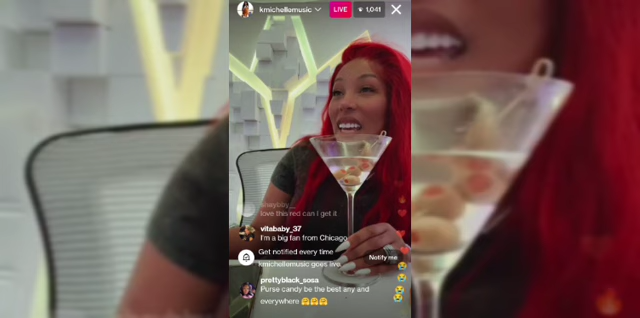 kmichellemusic
LIVE
1,041
love this red can I get it
vitababy_37
I'm a big fan from Chicago
Get notified every time
kmichellemusic goes live
Notify me
prettyblack_sosa
Purse candy be the best any and
everywhere 🤗🤗🤗